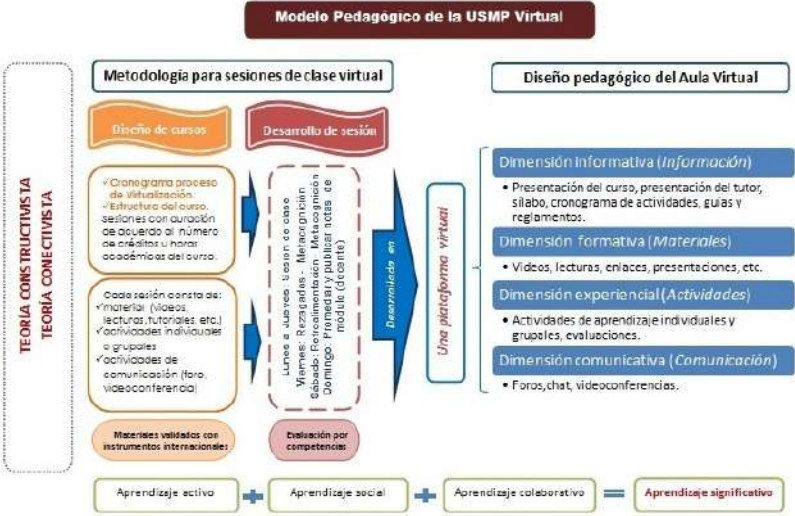 Modelo Pedagógico de la USMP Virtual
TEORÍA CONSTRUCTIVISTA
TEORÍA CONECTIVISTA
Metodología para sesiones de clase virtual
Diseño de cursos
Desarrollo de sesión
✓Cronograma proceso
de Virtualización.
✓Estructura del curso.
sesiones con duración
de acuerdo al número
de créditos u horas
académicas del curso.
Cada sesión consta de:
✓material (videos,
lecturas, tutoriales, etc.)
✓actividades individuales
o grupales
✓actividades de
comunicación (foro,
videoconferencia)
Materiales validados con
instrumentos internacionales
Lunes a Jueves: Sesión de clase
Viernes: Rezagadas - Metacognición
Sábado: Retroalimentación - Metacognición
Domingo: Promediar y publicar notas de
módulo (docente)
Evaluación por
competencias
Desarrollada en
Una plataforma virtual
Diseño pedagógico del Aula Virtual
Dimensión informativa (Información)
• Presentación del curso, presentación del tutor,
sílabo, cronograma de actividades, guías y
reglamentos.
Dimensión formativa (Materiales)
• Videos, lecturas, enlaces, presentaciones, etc.
Dimensión experiencial (Actividades)
• Actividades de aprendizaje individuales y
grupales, evaluaciones.
Dimensión comunicativa (Comunicación)
• Foros,chat, videoconferencias.
Aprendizaje activo + Aprendizaje social + Aprendizaje colaborativo = Aprendizaje significativo